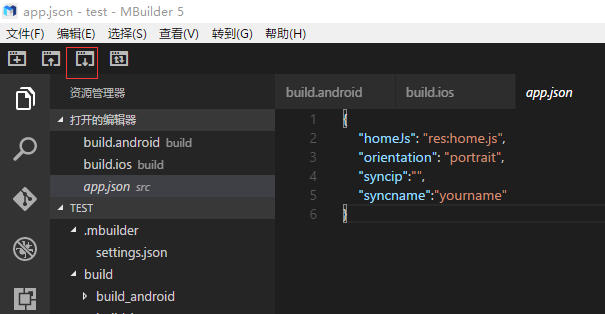 app.json - test - MBuilder 5
文件(F) 编辑(E) 选择(S) 查看(V) 转到(G) 帮助(H)
资源管理器
打开的编辑器
build.android build
build.ios build
app.json src
TEST
.mbuilder
settings.json
build
build_android
build.android build.ios app.json
1 {
2 "homeJs": "res:home.js",
3 "orientation": "portrait",
4 "syncip":"",
5 "syncname":"yourname"
6 }